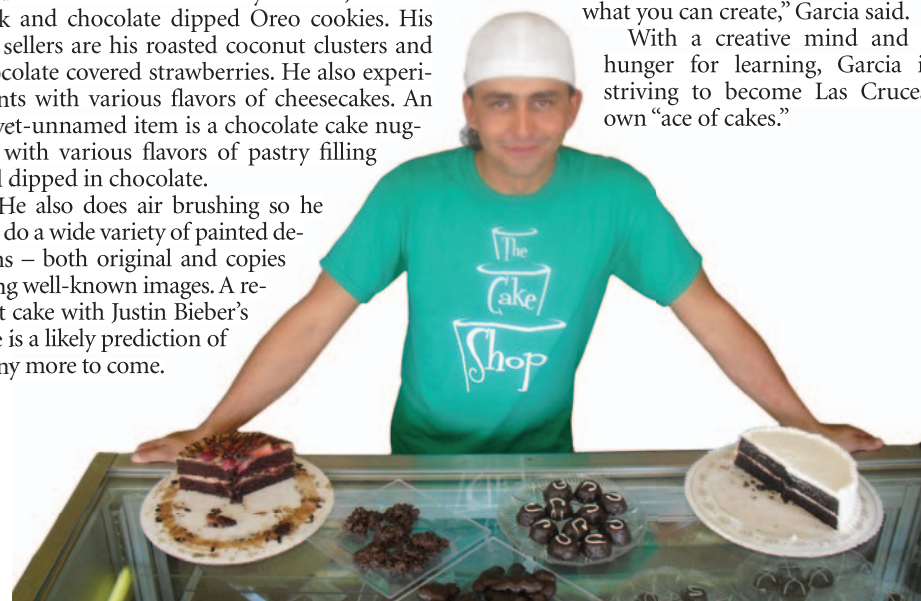 k and chocolate dipped Oreo cookies. His
sellers are his roasted coconut clusters and
ocolate covered strawberries. He also experi-
nts with various flavors of cheesecakes. An
yet-unnamed item is a chocolate cake nug-
with various flavors of pastry filling
d dipped in chocolate.
He also does air brushing so he
do a wide variety of painted de-
ns – both original and copies
ng well-known images. A re-
t cake with Justin Bieber's
e is a likely prediction of
ny more to come.
what you can create,” Garcia said.
With a creative mind and
hunger for learning, Garcia i
striving to become Las Cruces
own “ace of cakes.”
The
Cake
Shop